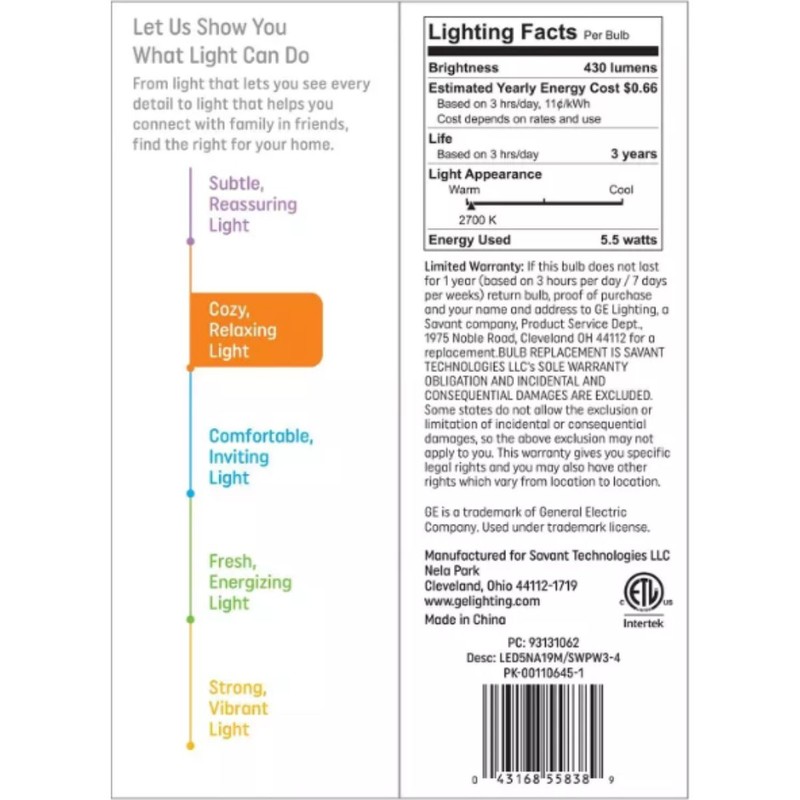 Let Us Show You
What Light Can Do
From light that lets you see every
detail to light that helps you
connect with family in friends,
find the right for your home.
Subtle,
Reassuring
Light
Cozy,
Relaxing
Light
Comfortable,
Inviting
Light
Fresh,
Energizing
Light
Strong,
Vibrant
Light
Lighting Facts Per Bulb
Brightness 430 lumens
Estimated Yearly Energy Cost $0.66
Based on 3 hrs/day, 11¢/kWh
Cost depends on rates and use
Life
Based on 3 hrs/day 3 years
Light Appearance
Warm Cool
2700 K
Energy Used 5.5 watts
Limited Warranty: If this bulb does not last
for 1 year (based on 3 hours per day / 7 days
per weeks) return bulb, proof of purchase
and your name and address to GE Lighting, a
Savant company, Product Service Dept.,
1975 Noble Road, Cleveland OH 44112 for a
replacement.BULB REPLACEMENT IS SAVANT
TECHNOLOGIES LLC's SOLE WARRANTY
OBLIGATION AND INCIDENTAL AND
CONSEQUENTIAL DAMAGES ARE EXCLUDED.
Some states do not allow the exclusion or
limitation of incidental or consequential
damages, so the above exclusion may not
apply to you. This warranty gives you specific
legal rights and you may also have other
rights which vary from location to location.
GE is a trademark of General Electric
Company. Used under trademark license.
Manufactured for Savant Technologies LLC
Nela Park
Cleveland, Ohio 44112-1719
www.gelighting.com
Made in China
C ETL US
Intertek
PC: 93131062
Desc: LED5NA19M/SWPW3-4
PK-00110645-1
0 43168 55838 9